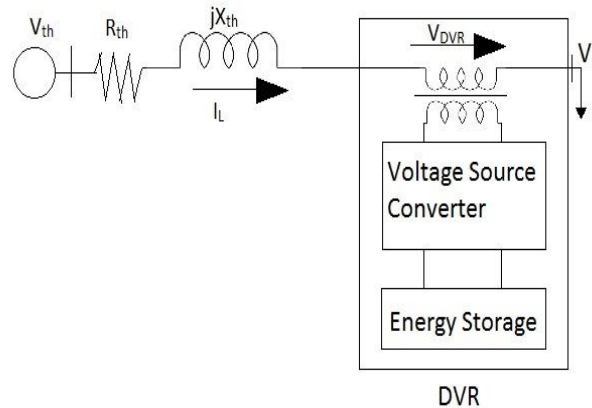 Vth
Rth
jXth
IL
VDVR
V
Voltage Source
Converter
Energy Storage
DVR